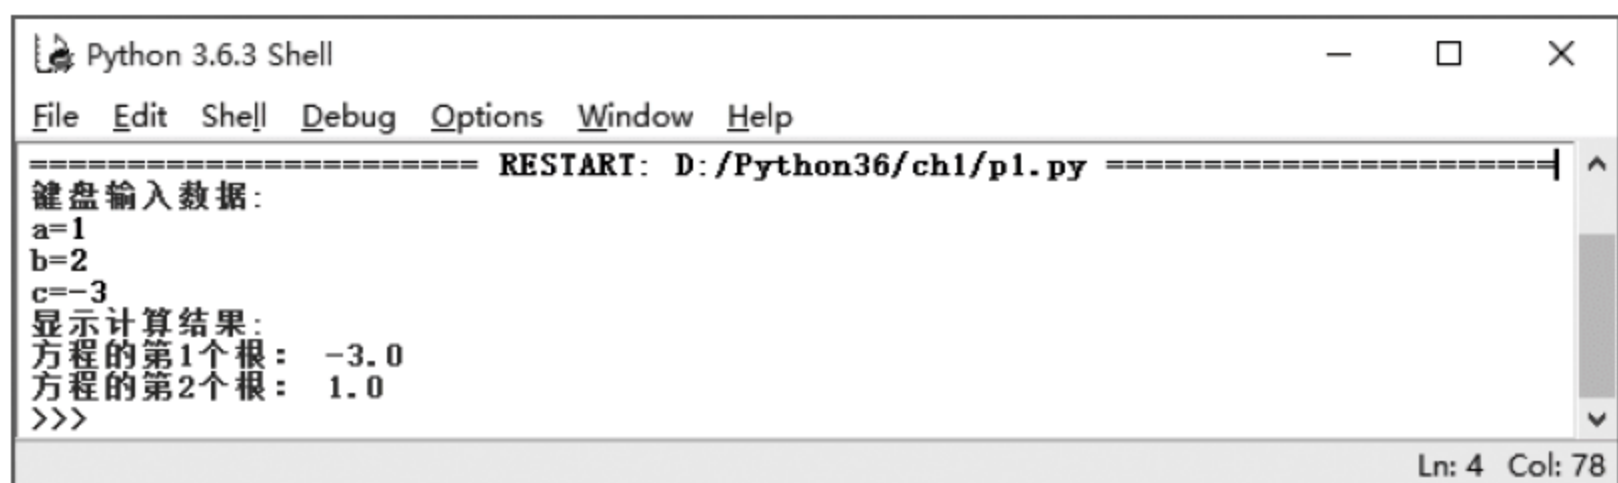 Python 3.6.3 Shell
File Edit Shell Debug Options Window Help
======================= RESTART: D:/Python36/ch1/p1.py =======================
键盘输入数据:
a=1
b=2
c=-3
显示计算结果:
方程的第1个根： -3.0
方程的第2个根： 1.0
>>>
Ln: 4 Col: 78